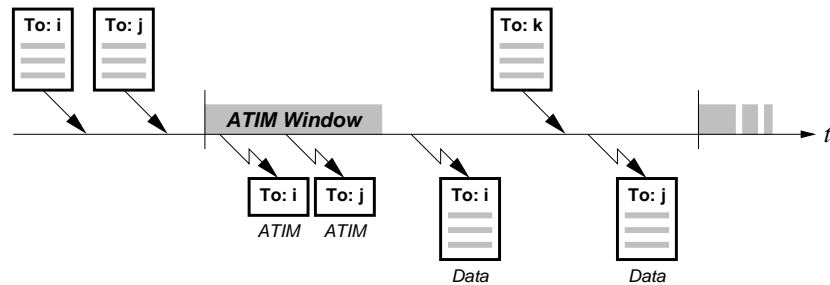 To: i
To: j
To: k
ATIM Window
t
To: i
To: j
To: i
To: j
ATIM
ATIM
Data
Data